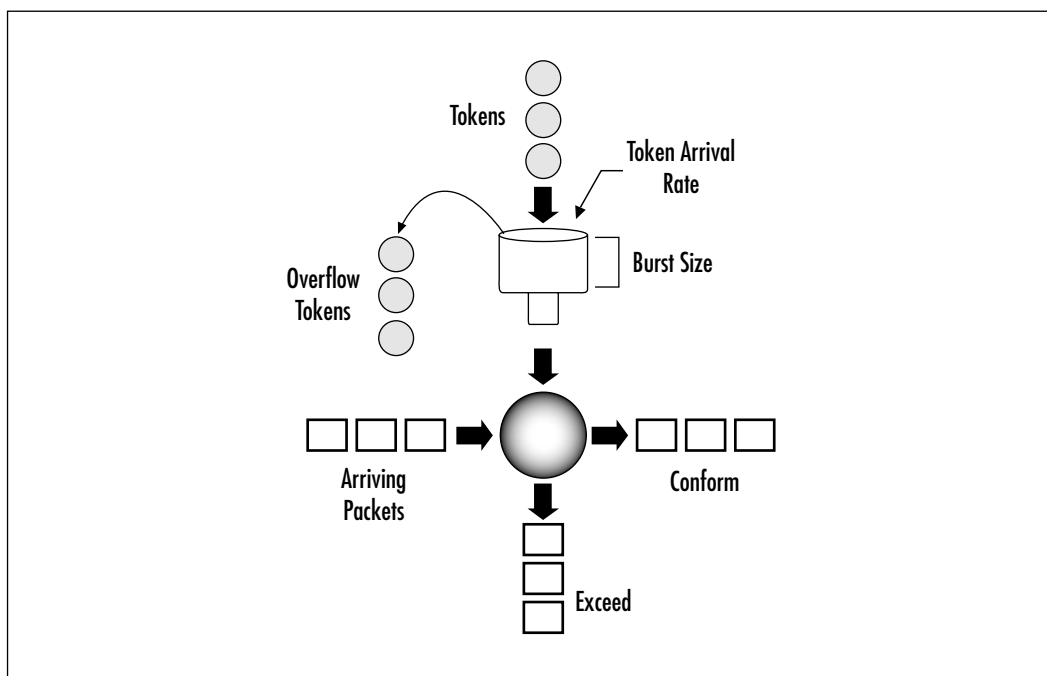 Tokens
Token Arrival
Rate
Burst Size
Overflow
Tokens
Arriving
Packets
Conform
Exceed